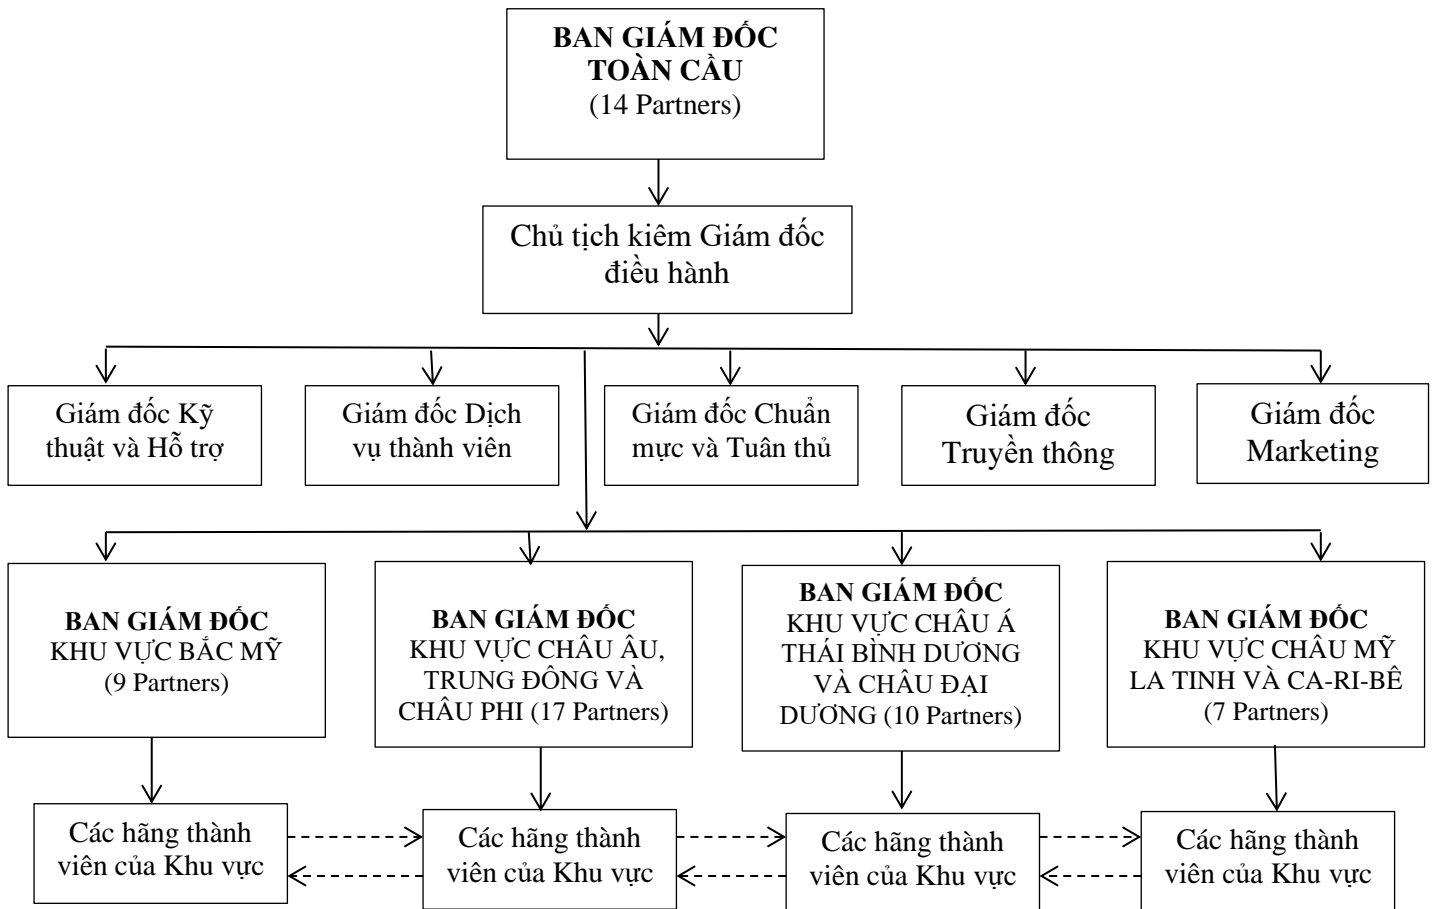 BAN GIÁM ĐỐC
TOÀN CẦU
(14 Partners)
Chủ tịch kiêm Giám đốc
điều hành
Giám đốc Kỹ
thuật và Hỗ trợ
Giám đốc Dịch
vụ thành viên
Giám đốc Chuẩn
mực và Tuân thủ
Giám đốc
Truyền thông
Giám đốc
Marketing
BAN GIÁM ĐỐC
KHU VỰC BẮC MỸ
(9 Partners)
BAN GIÁM ĐỐC
KHU VỰC CHÂU ÂU,
TRUNG ĐÔNG VÀ
CHÂU PHI (17 Partners)
BAN GIÁM ĐỐC
KHU VỰC CHÂU Á
THÁI BÌNH DƯƠNG
VÀ CHÂU ĐẠI
DƯƠNG (10 Partners)
BAN GIÁM ĐỐC
KHU VỰC CHÂU MỸ
LA TINH VÀ CA-RI-BÊ
(7 Partners)
Các hãng thành
viên của Khu vực
Các hãng thành
viên của Khu vực
Các hãng thành
viên của Khu vực
Các hãng thành
viên của Khu vực